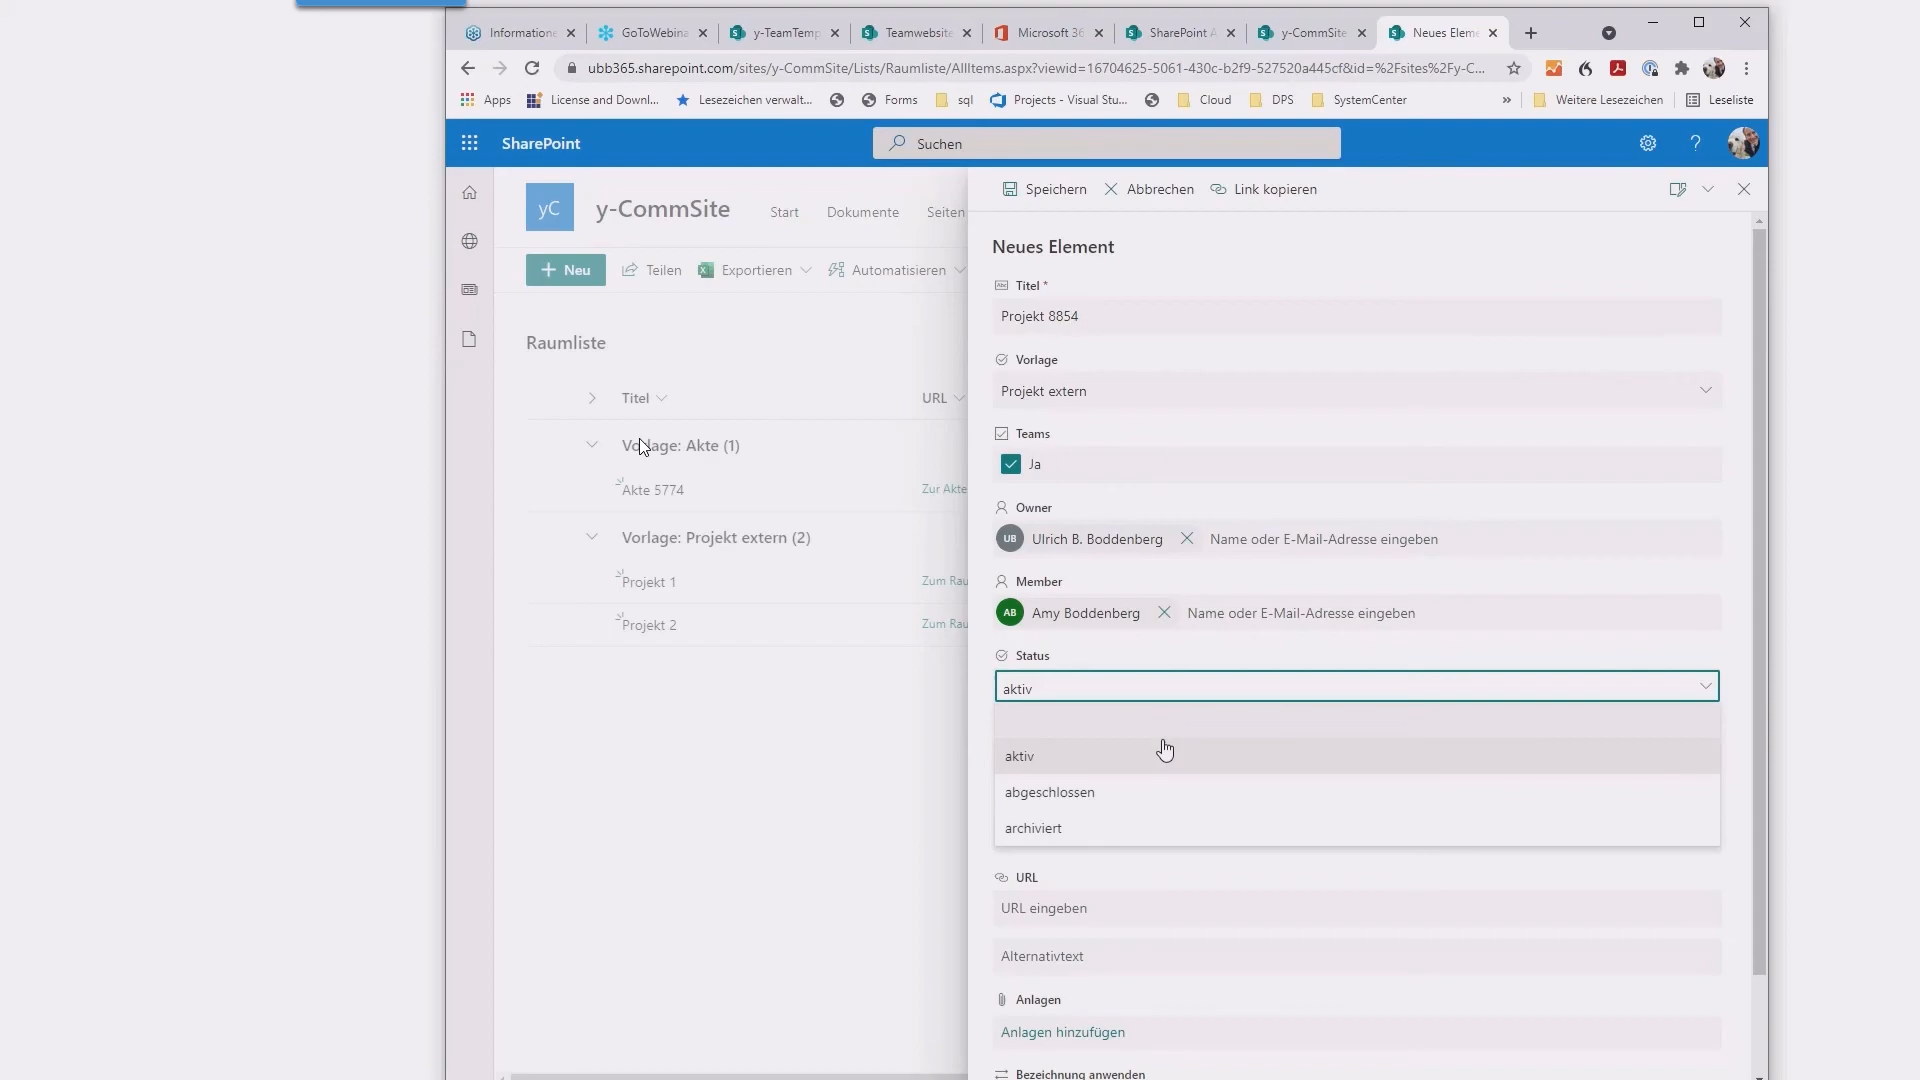 Informatione
GoToWebina
y-TeamTemp
Teamwebsite
Microsoft 36
SharePoint A
y-CommSite
Neues Eleme
ubb365.sharepoint.com/sites/y-CommSite/Lists/Raumliste/AllItems.aspx?viewid=16704625-5061-430c-b2f9-527520a445cf&id=%2Fsites%2Fy-C...
Apps
License and Downl...
Lesezeichen verwalt...
Forms
sql
Projects - Visual Stu...
Cloud
DPS
SystemCenter
»
Weitere Lesezeichen
Leseliste
SharePoint
Suchen
?
yC
y-CommSite
Start
Dokumente
Seiten
Speichern
Abbrechen
Link kopieren
+ Neu
Teilen
Exportieren
Automatisieren
Raumliste
Titel
URL
Vorlage: Akte (1)
Akte 5774
Zur Akte
Vorlage: Projekt extern (2)
Projekt 1
Zum Rau
Projekt 2
Zum Rau
Neues Element
Abc Titel *
Projekt 8854
Vorlage
Projekt extern
Teams
Ja
Owner
UB Ulrich B. Boddenberg
Name oder E-Mail-Adresse eingeben
Member
AB Amy Boddenberg
Name oder E-Mail-Adresse eingeben
Status
aktiv
aktiv
abgeschlossen
archiviert
URL
URL eingeben
Alternativtext
Anlagen
Anlagen hinzufügen
Bezeichnung anwenden